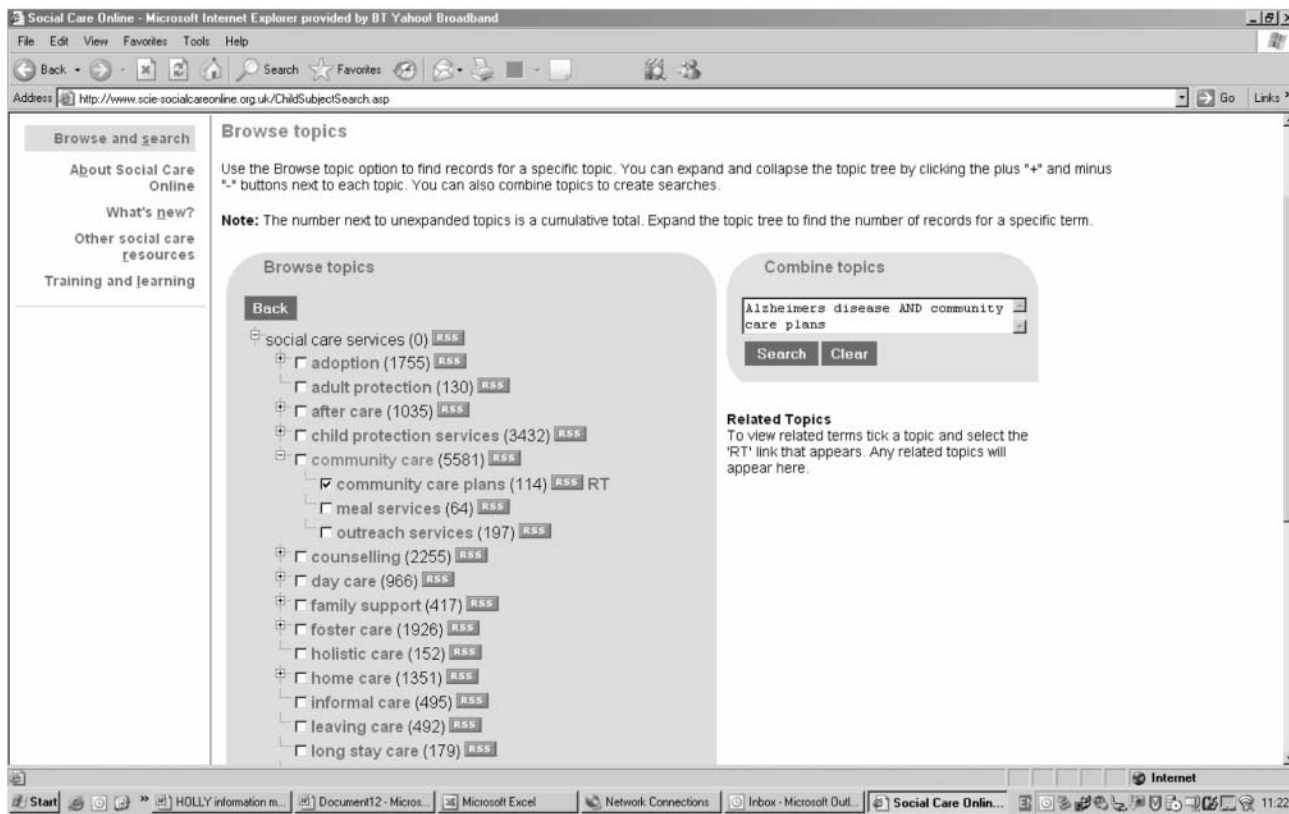 Social Care Online - Microsoft Internet Explorer provided by BT Yahoo! Broadband
File Edit View Favorites Tools Help
Back Search Favorites
Address http://www.scie-socialcareonline.org.uk/ChildSubjectSearch.asp Go Links
Browse and search
About Social Care
Online
What's new?
Other social care
resources
Training and learning
Browse topics
Use the Browse topic option to find records for a specific topic. You can expand and collapse the topic tree by clicking the plus "+" and minus
"-" buttons next to each topic. You can also combine topics to create searches.
Note: The number next to unexpanded topics is a cumulative total. Expand the topic tree to find the number of records for a specific term.
Browse topics
Back
social care services (0) RSS
adoption (1755) RSS
adult protection (130) RSS
after care (1035) RSS
child protection services (3432) RSS
community care (5581) RSS
community care plans (114) RSS RT
meal services (64) RSS
outreach services (197) RSS
counselling (2255) RSS
day care (966) RSS
family support (417) RSS
foster care (1926) RSS
holistic care (152) RSS
home care (1351) RSS
informal care (495) RSS
leaving care (492) RSS
long stay care (179) RSS
Combine topics
Alzheimers disease AND community
care plans
Search Clear
Related Topics
To view related terms tick a topic and select the
'RT' link that appears. Any related topics will
appear here.
Internet
Start HOLLY information m... Document12 - Micros... Microsoft Excel Network Connections Inbox - Microsoft Outl... Social Care Onlin... 11:22